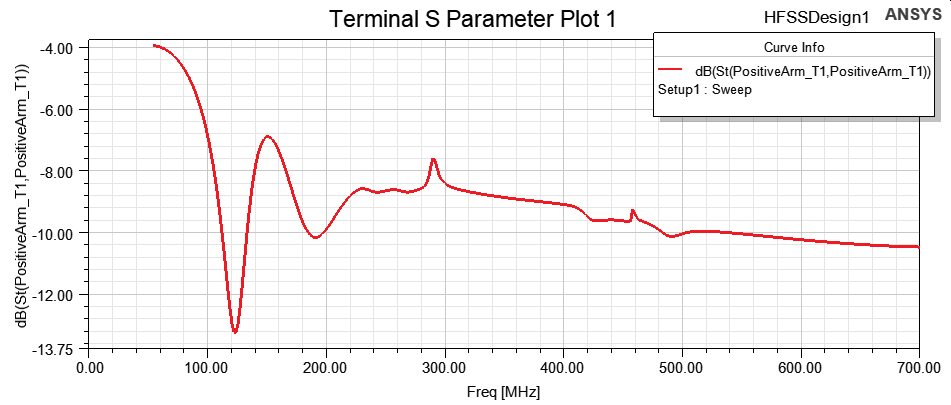 Terminal S Parameter Plot 1
HFSSDesign1
ANSYS
Curve Info
dB(St(PositiveArm_T1,PositiveArm_T1))
Setup1 : Sweep
dB(St(PositiveArm_T1,PositiveArm_T1))
-4.00
-6.00
-8.00
-10.00
-12.00
-13.75
0.00 100.00 200.00 300.00 400.00 500.00 600.00 700.00
Freq [MHz]